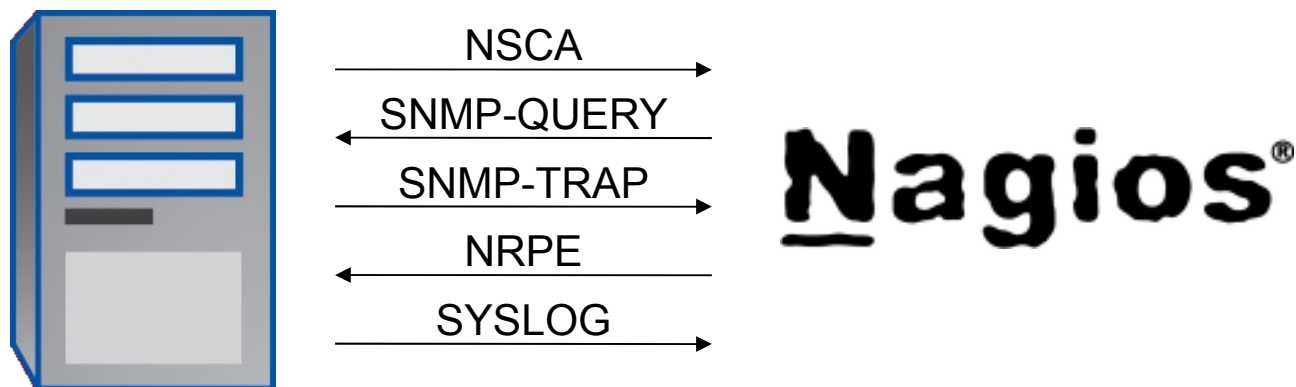 NSCA
SNMP-QUERY
SNMP-TRAP
NRPE
SYSLOG
Nagios®